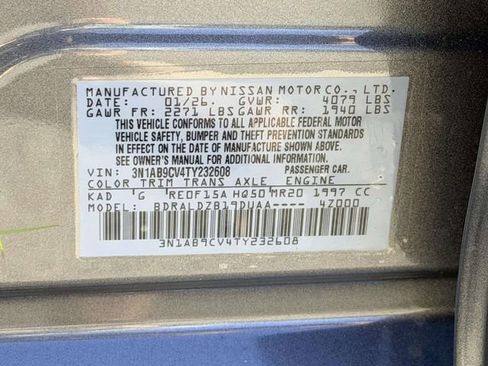 MANUFACTURED BY NISSAN MOTOR CO., LTD.
DATE: 01/26. GVWR: 4079 LBS
GAWR FR: 2271 LBS GAWR RR: 1940 LBS
THIS VEHICLE CONFORMS TO ALL APPLICABLE FEDERAL MOTOR
VEHICLE SAFETY, BUMPER AND THEFT PREVENTION STANDARDS
IN EFFECT ON THE DATE OF MANUFACTURE SHOWN ABOVE.
3-SEE OWNER'S MANUAL FOR ADDITIONAL INFORMATION.
VIN: 3N1AB9CV4TY232608 PASSENGER CAR.
COLOR TRIM TRANS AXLE ENGINE
KAD G RE0F15A HQ50 MR20 1997 CC
MODEL: BDRALDZB19DUAA---- 4Z000
3N1AB9CV4TY232608